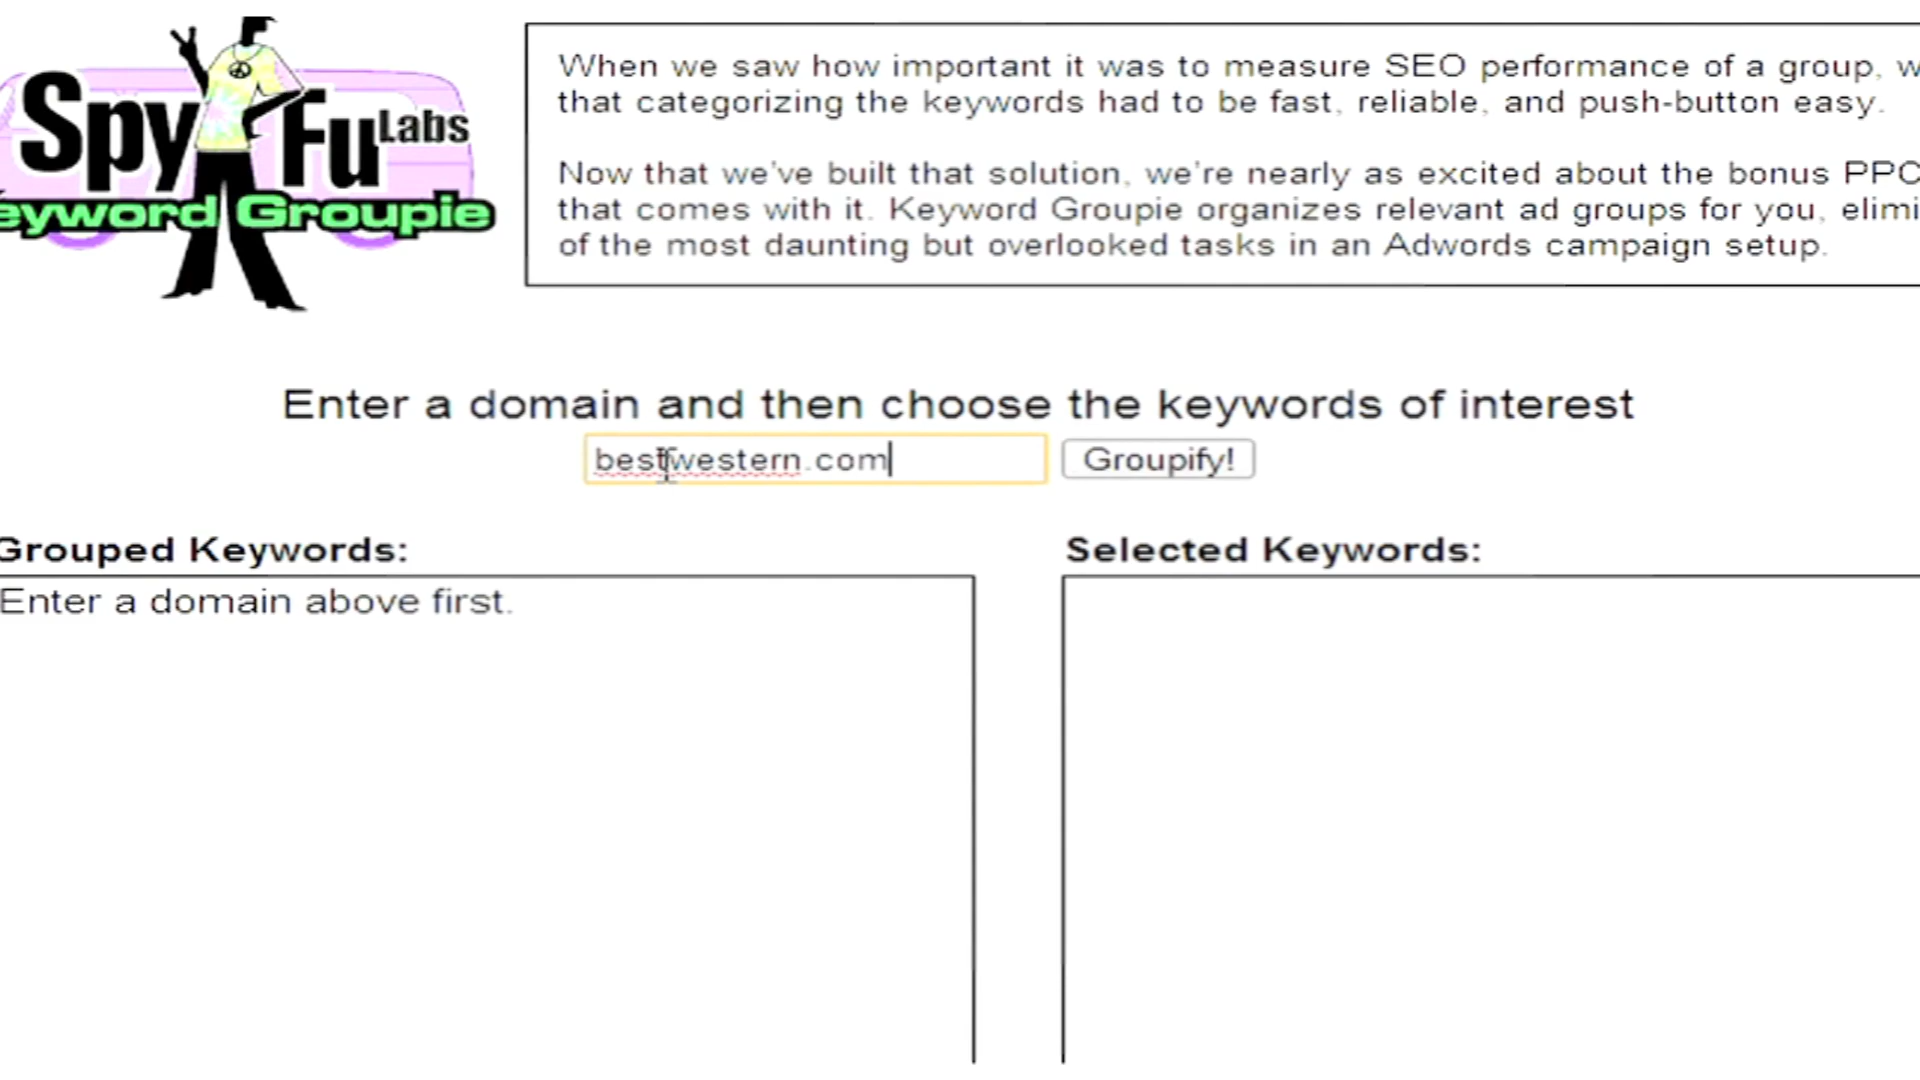 SpyFu Labs
eyword Groupie
When we saw how important it was to measure SEO performance of a group, w
that categorizing the keywords had to be fast, reliable, and push-button easy.
Now that we've built that solution, we're nearly as excited about the bonus PPC
that comes with it. Keyword Groupie organizes relevant ad groups for you, elimi
of the most daunting but overlooked tasks in an Adwords campaign setup.
Enter a domain and then choose the keywords of interest
bestwestern.com Groupify!
Grouped Keywords: Selected Keywords:
Enter a domain above first.